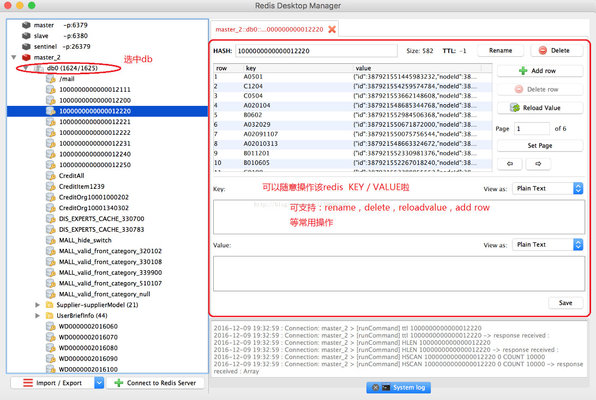 Redis Desktop Manager
master -p:6379
slave -p:6380
sentinel -p:26379
master_2
db0 (1624/1625)
选中db
/mail
1000000000000012111
1000000000000012200
1000000000000012220
1000000000000012221
1000000000000012222
1000000000000012230
1000000000000012240
1000000000000012250
CreditAll
CreditItem1239
CreditOrg10001000202
CreditOrg10001340302
DIS_EXPERTS_CACHE_330700
DIS_EXPERTS_CACHE_330783
MALL_hide_switch
MALL_valid_front_category_320102
MALL_valid_front_category_330108
MALL_valid_front_category_339900
MALL_valid_front_category_510107
MALL_valid_front_category_null
Supplier-supplierModel (21)
UserBriefInfo (44)
WD0000002016060
WD0000002016070
WD0000002016080
WD0000002016090
WD0000002016100
Import / Export
Connect to Redis Server
master_2::db0::...000000000012220
HASH: 1000000000000012220 Size: 582 TTL: -1 Rename Delete
row key value
1 A0501 {"id":387921551445983232,"nodeId":38...
2 C1204 {"id":387921554259574784,"nodeId":38...
3 C0504 {"id":387921553662148608,"nodeId":38...
4 A020104 {"id":387921548685344768,"nodeId":38...
5 B0602 {"id":387921552984506368,"nodeId":38...
6 A032029 {"id":387921550671872000,"nodeId":38...
7 A02091107 {"id":387921550075756544,"nodeId":38...
8 A02010313 {"id":387921548664373248,"nodeId":38...
9 B011201 {"id":387921552330981376,"nodeId":38...
10 B010605 {"id":387921552267018240,"nodeId":38...
Add row
Delete row
Reload Value
Page 1 of 6
Set Page
可以随意操作该redis KEY / VALUE啦
Key: View as: Plain Text
可支持：rename，delete，reloadvalue，add row
等常用操作
Value: View as: Plain Text
Save
2016-12-09 19:32:59 : Connection: master_2 > [runCommand] ttl 1000000000000012220
2016-12-09 19:32:59 : Connection: master_2 > [runCommand] ttl 1000000000000012220 -> response received :
2016-12-09 19:32:59 : Connection: master_2 > [runCommand] HLEN 1000000000000012220
2016-12-09 19:32:59 : Connection: master_2 > [runCommand] HLEN 1000000000000012220 -> response received :
2016-12-09 19:32:59 : Connection: master_2 > [runCommand] HSCAN 1000000000000012220 0 COUNT 10000
2016-12-09 19:32:59 : Connection: master_2 > [runCommand] HSCAN 1000000000000012220 0 COUNT 10000 -> response
received : Array
System log